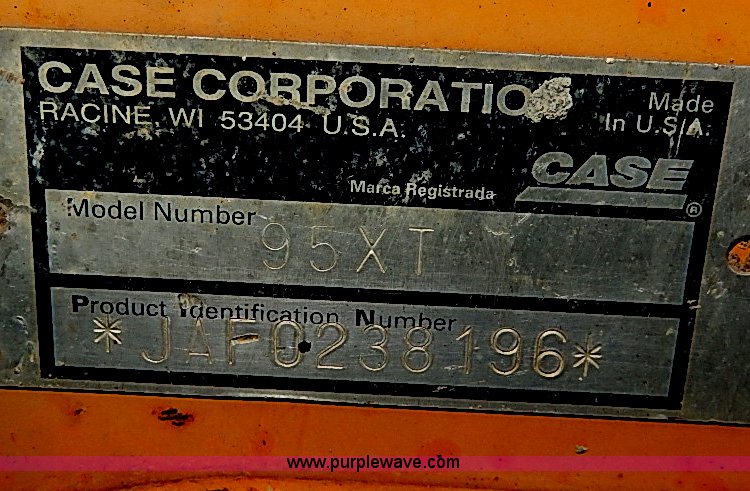 CASE CORPORATIO
RACINE, WI 53404 U.S.A.
Made
In U.S.A.
CASE
®
Marca Registrada
Model Number
95XT
Product Identification Number
*JAF0238196*
www.purplewave.com